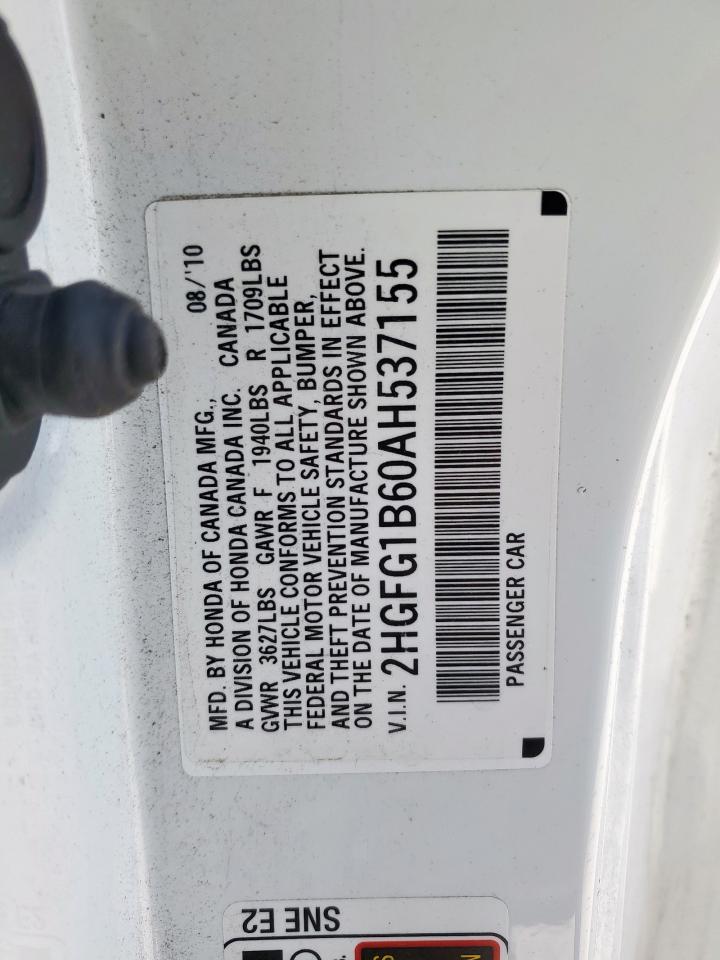 08/'10
MFD. BY HONDA OF CANADA MFG.,
A DIVISION OF HONDA CANADA INC. CANADA
GVWR 3627LBS GAWR F 1940LBS R 1709LBS
THIS VEHICLE CONFORMS TO ALL APPLICABLE
FEDERAL MOTOR VEHICLE SAFETY, BUMPER,
AND THEFT PREVENTION STANDARDS IN EFFECT
ON THE DATE OF MANUFACTURE SHOWN ABOVE.
V.I.N. 2HGFG1B60AH537155
PASSENGER CAR
SNE E2